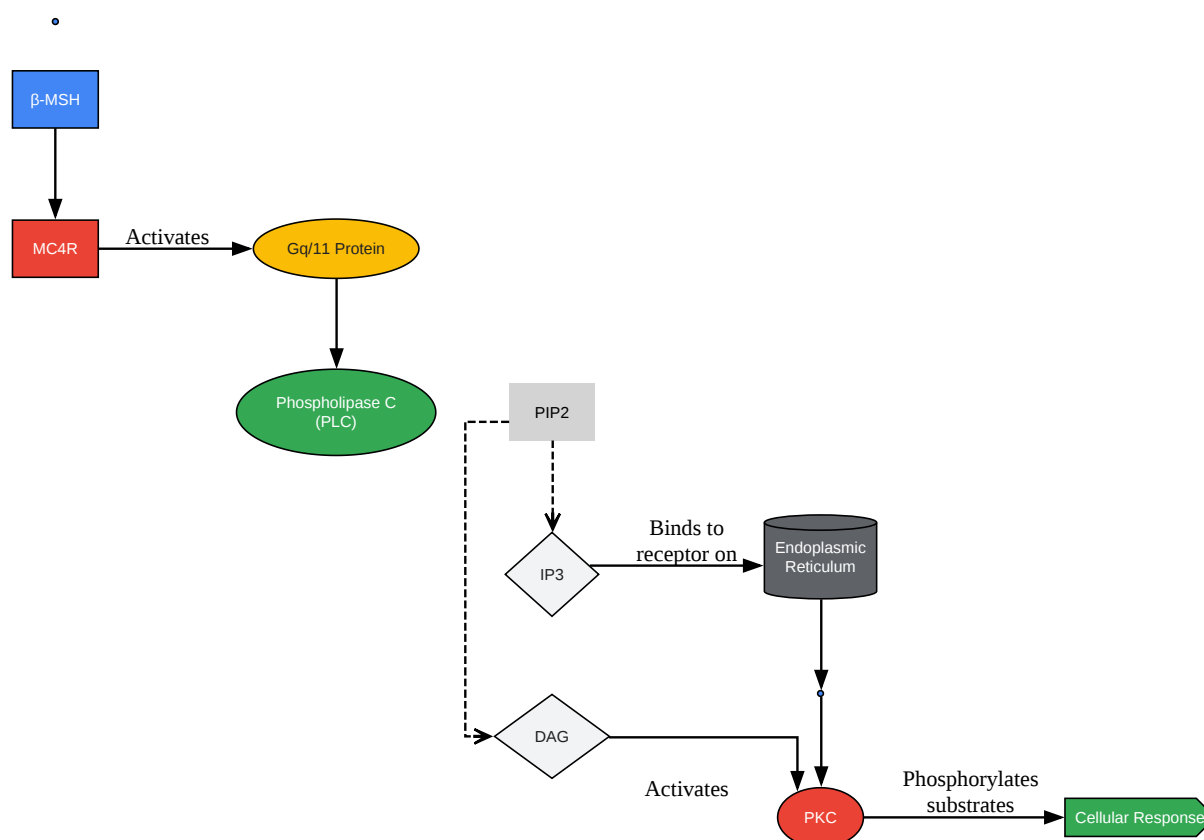 β-MSH
MC4R
Activates
Gq/11 Protein
Phospholipase C
(PLC)
PIP2
Binds to
receptor on
IP3
Endoplasmic
Reticulum
DAG
Activates
PKC
Phosphorylates
substrates
Cellular Response